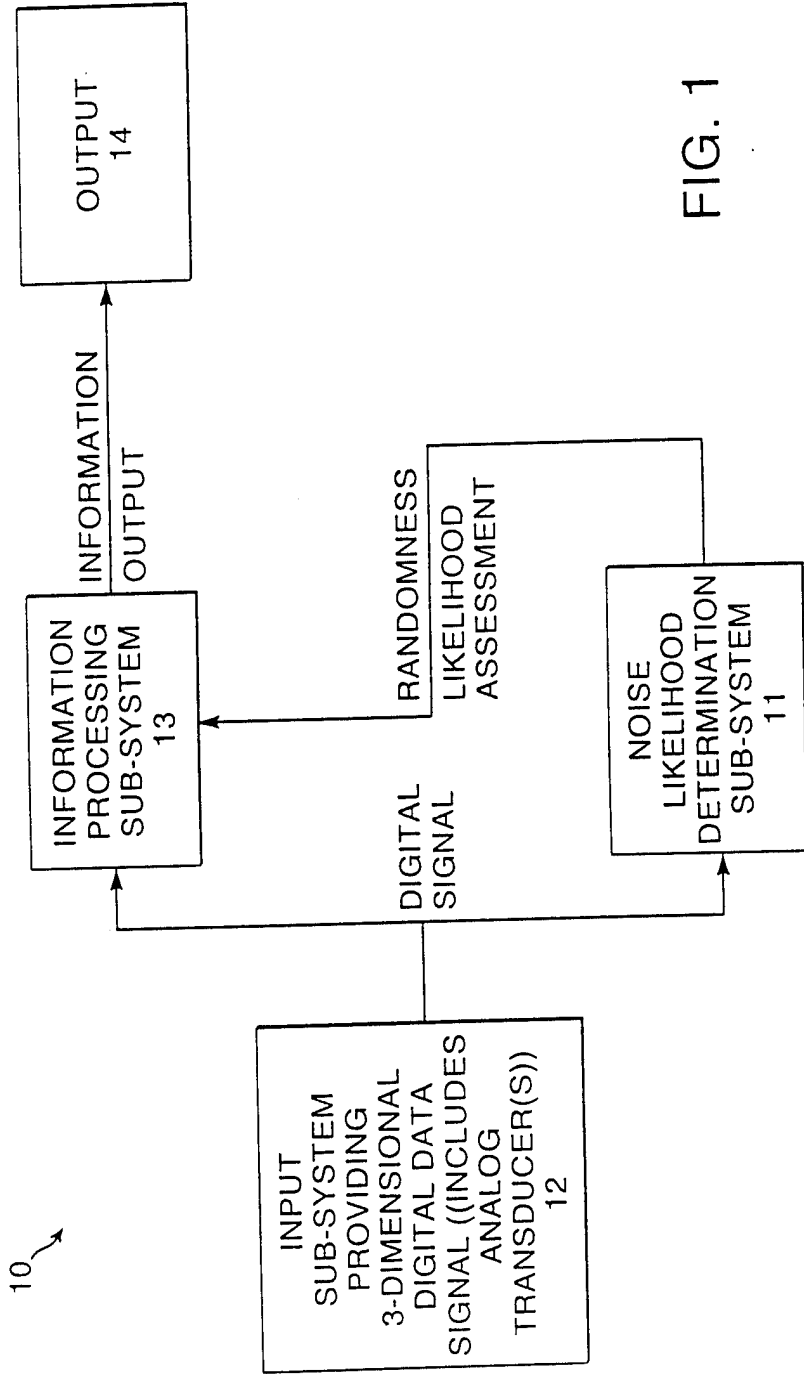 10
INPUT
SUB-SYSTEM
PROVIDING
3-DIMENSIONAL
DIGITAL DATA
SIGNAL ((INCLUDES
ANALOG
TRANSDUCER(S))
12
DIGITAL
SIGNAL
INFORMATION
PROCESSING
SUB-SYSTEM
13
INFORMATION
OUTPUT
OUTPUT
14
RANDOMNESS
LIKELIHOOD
ASSESSMENT
NOISE
LIKELIHOOD
DETERMINATION
SUB-SYSTEM
11
FIG. 1